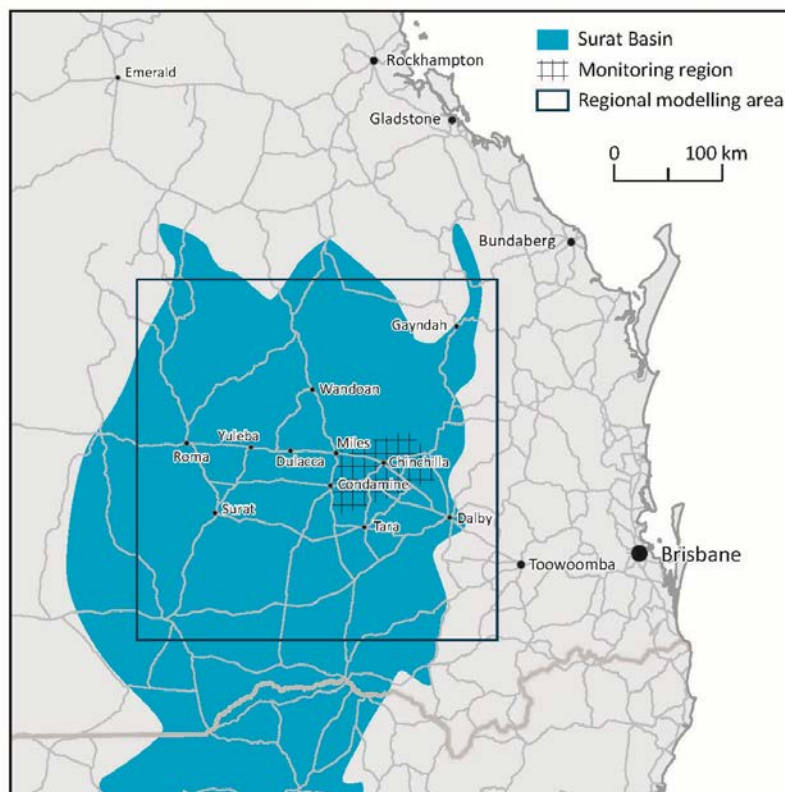 Surat Basin
Monitoring region
Regional modelling area
0 100 km
Emerald
Rockhampton
Gladstone
Bundaberg
Gayndah
Wandoan
Yuleba
Miles
Roma
Dulacca
Chinchilla
Condamine
Surat
Tara
Dalby
Toowoomba
Brisbane